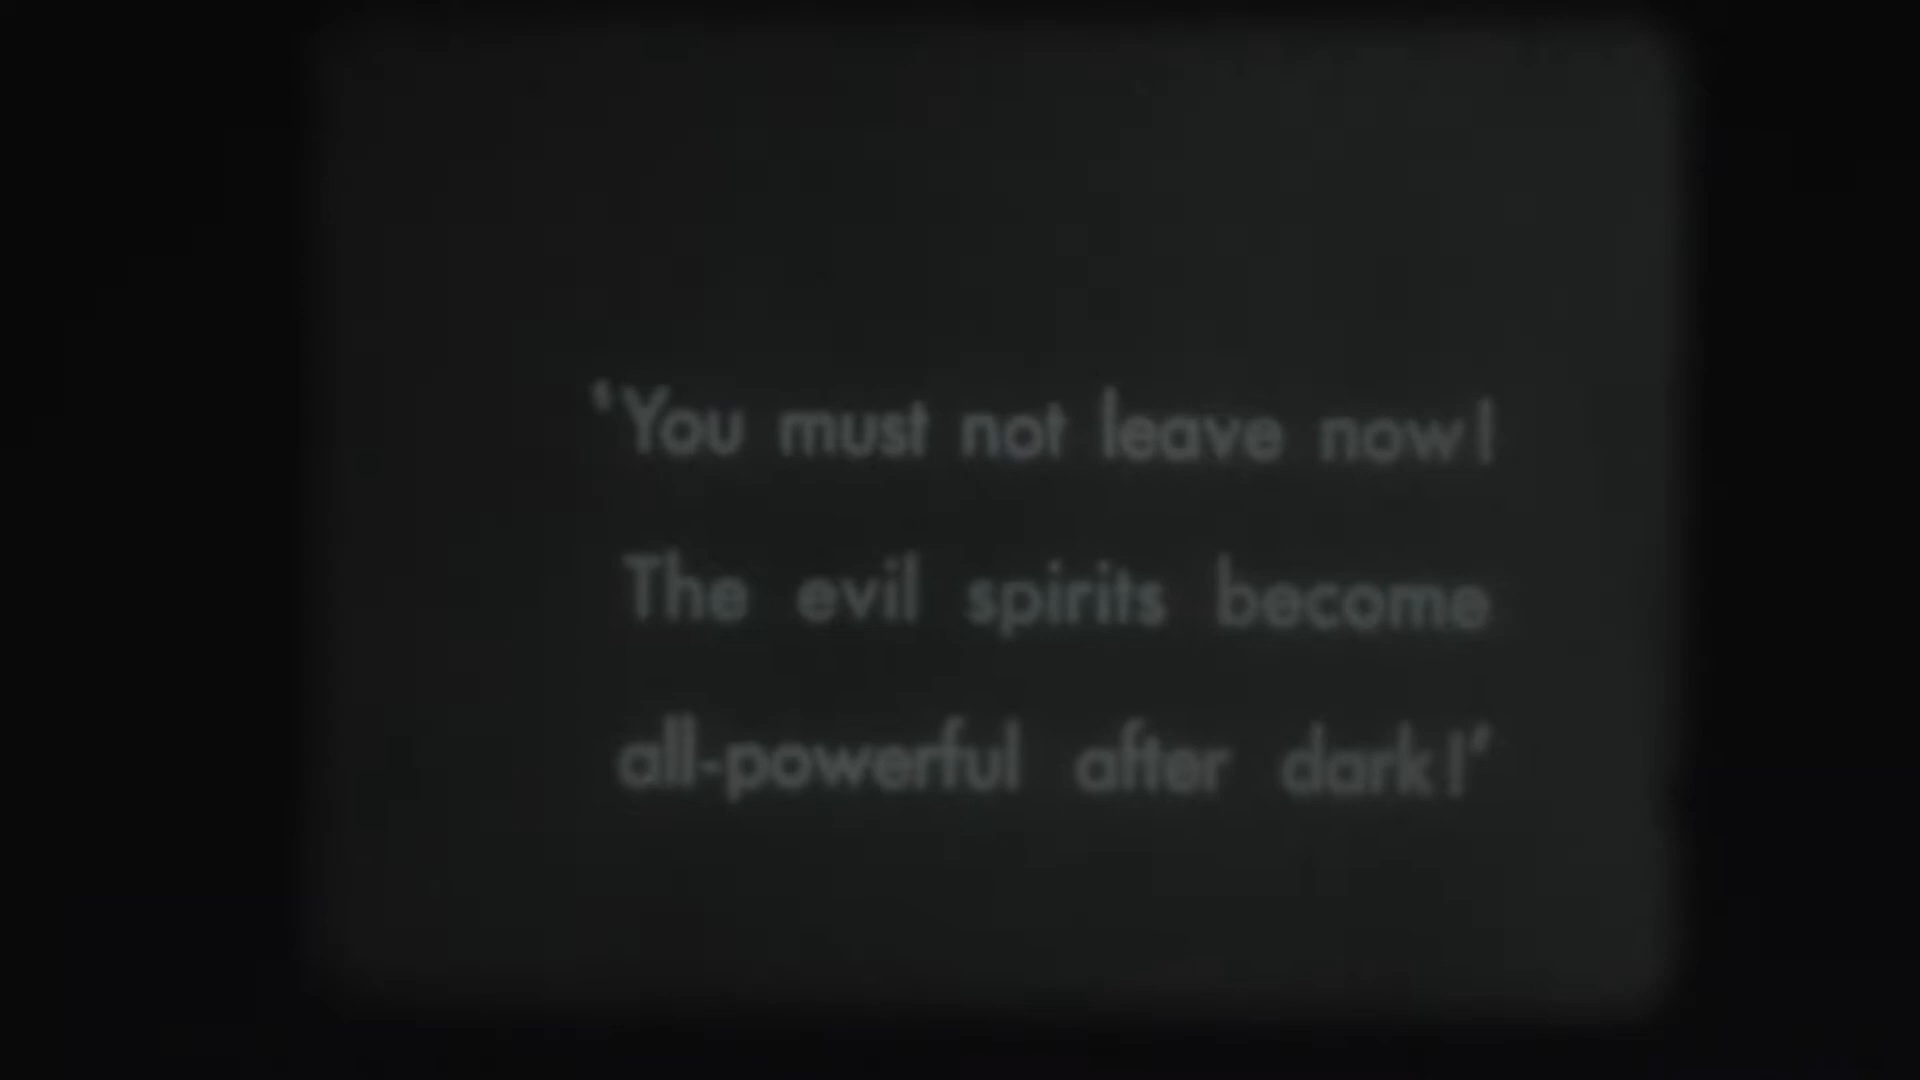 ‘You must not leave now!
The evil spirits become
all-powerful after dark!’